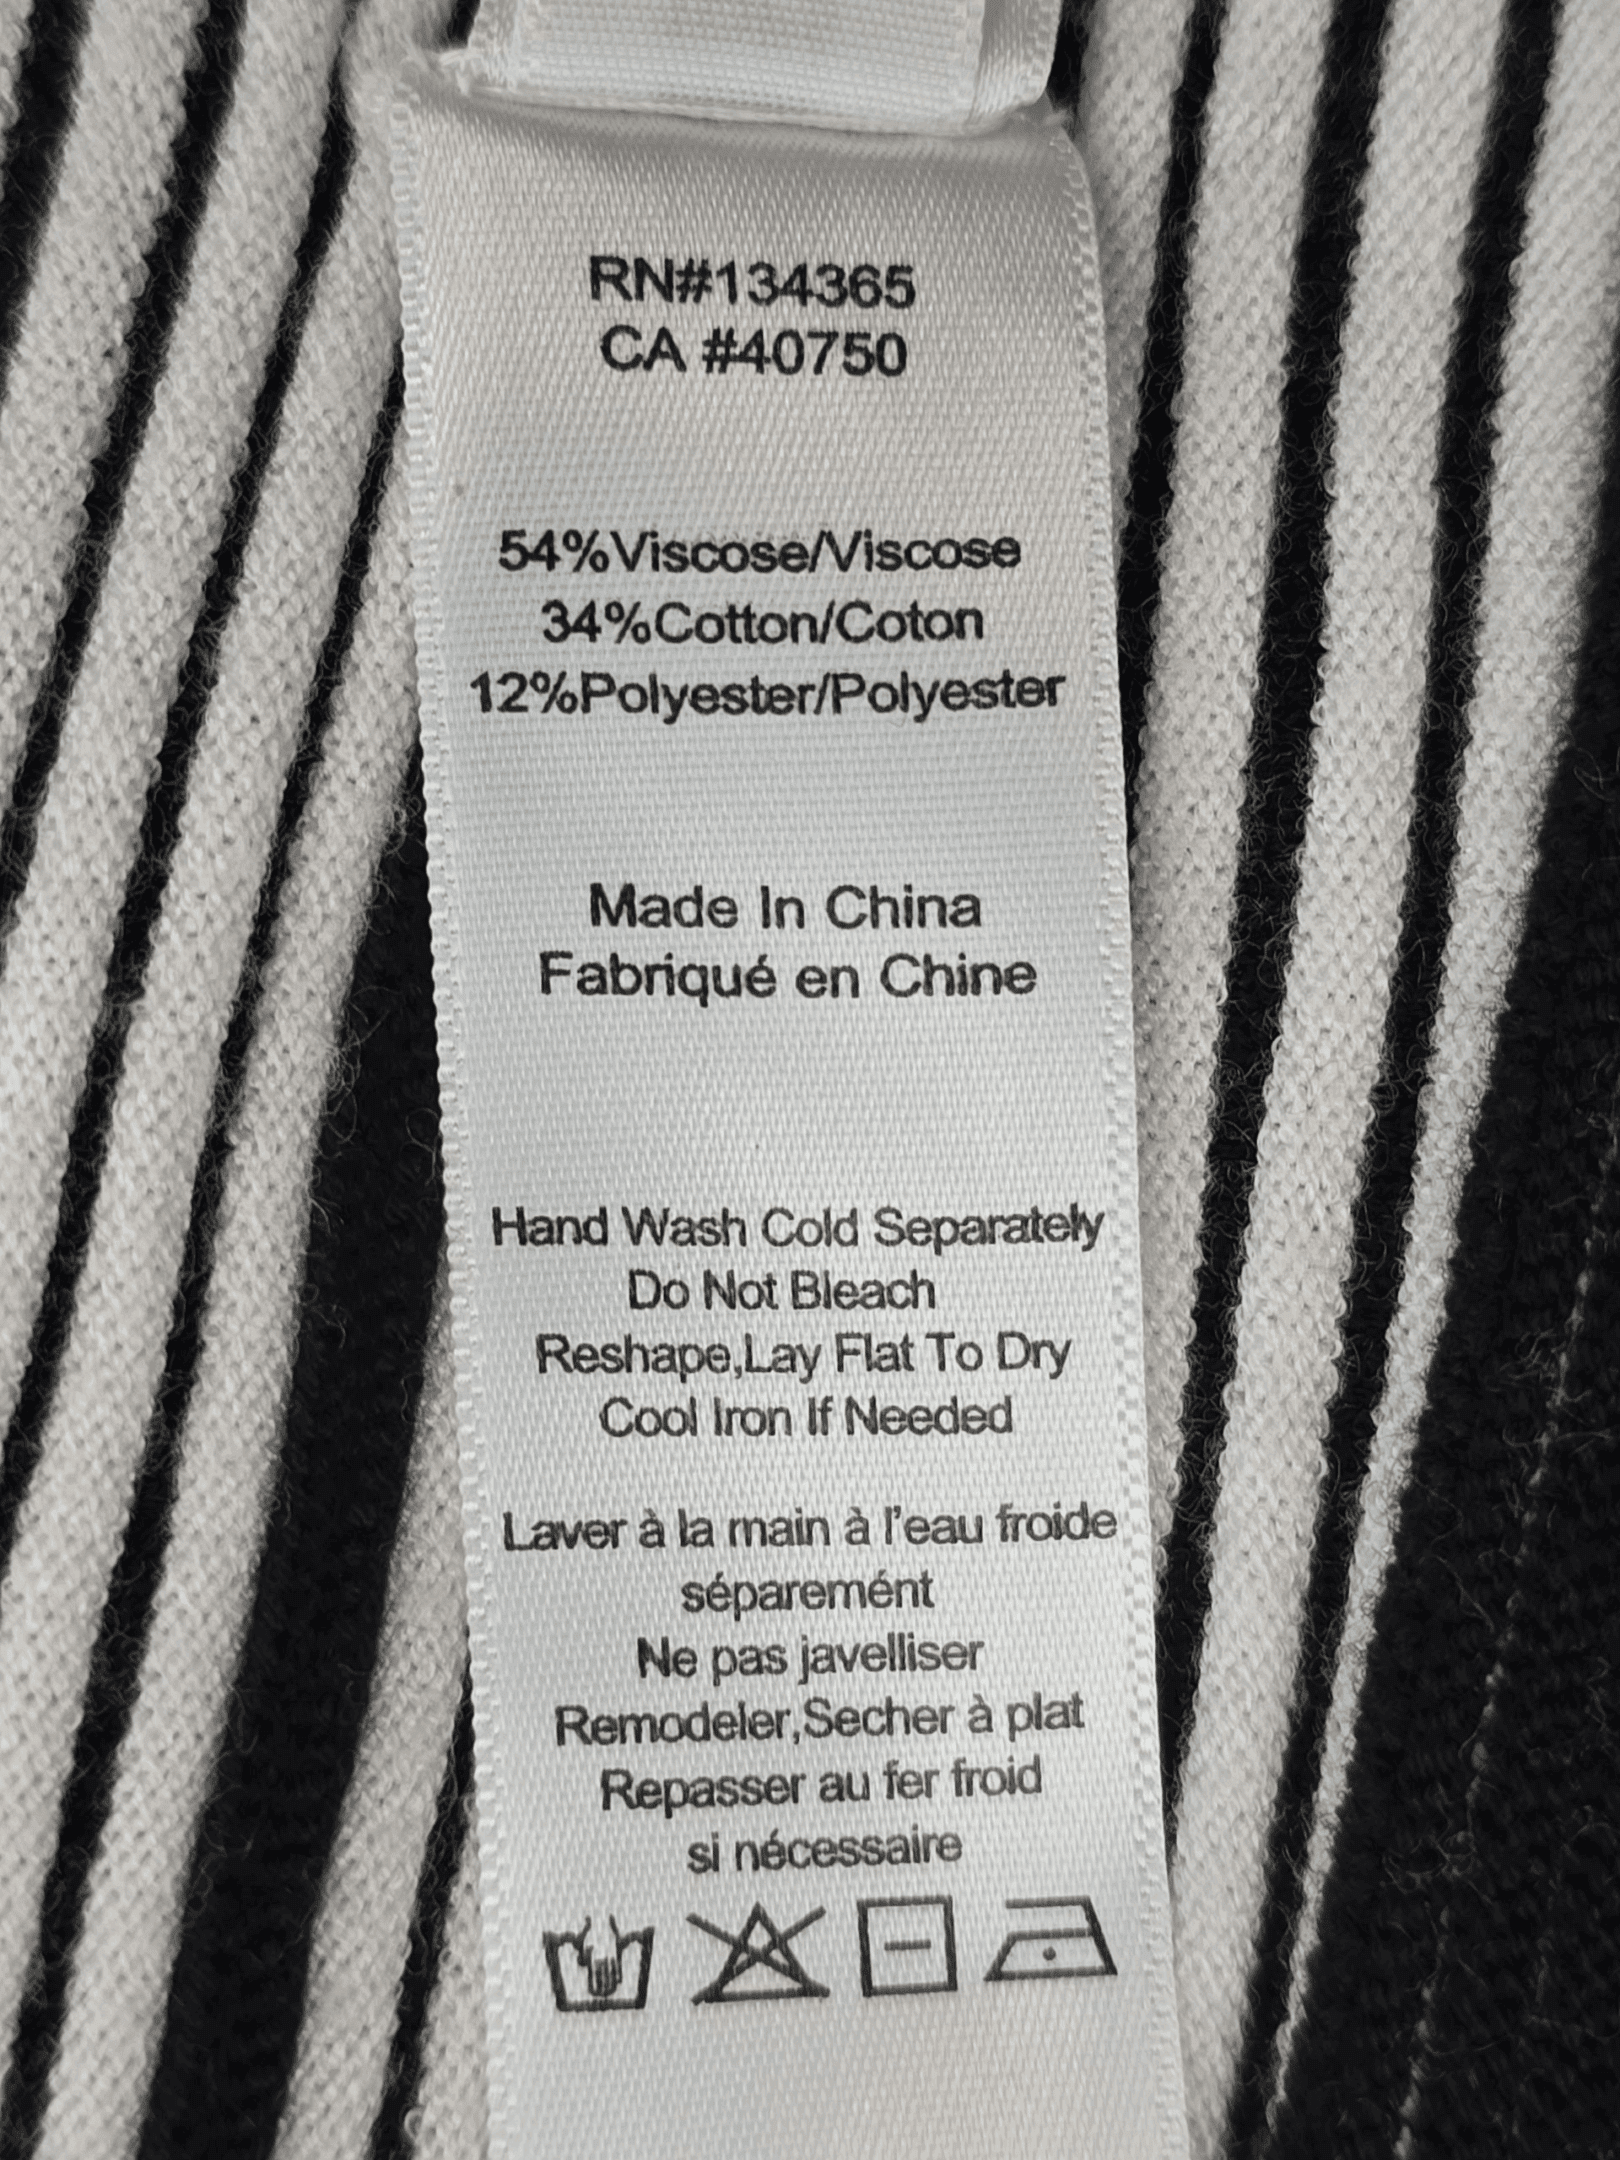 RN#134365
CA #40750
54%Viscose/Viscose
34%Cotton/Coton
12%Polyester/Polyester
Made In China
Fabriqué en Chine
Hand Wash Cold Separately
Do Not Bleach
Reshape,Lay Flat To Dry
Cool Iron If Needed
Laver à la main à l'eau froide
séparemént
Ne pas javelliser
Remodeler,Secher à plat
Repasser au fer froid
si nécessaire